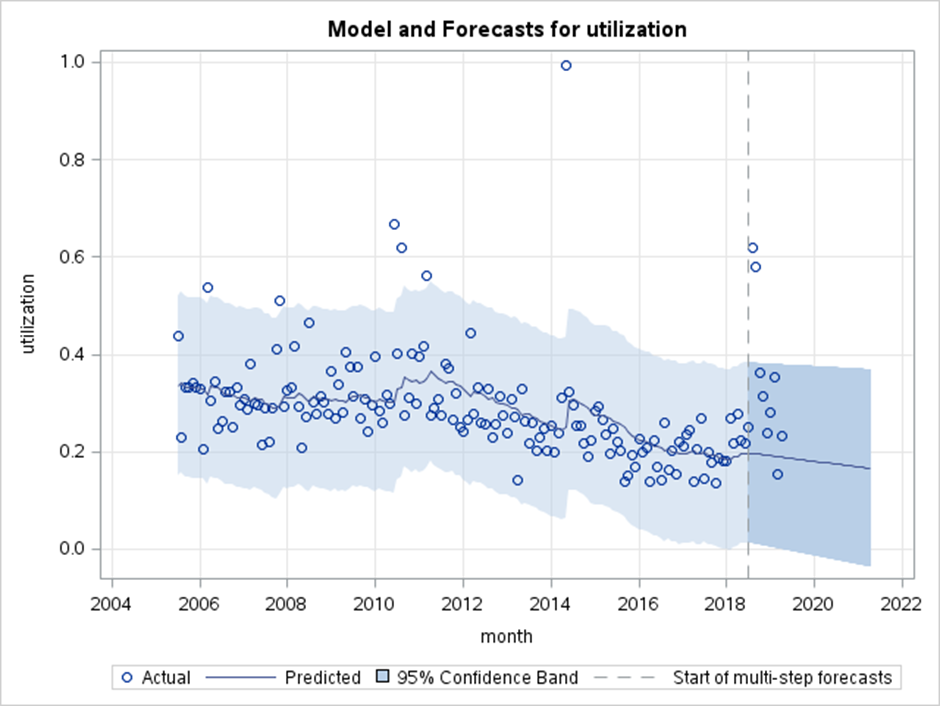 Model and Forecasts for utilization
1.0
0.8
0.6
0.4
0.2
0.0
utilization
2004 2006 2008 2010 2012 2014 2016 2018 2020 2022
month
Actual Predicted 95% Confidence Band Start of multi-step forecasts